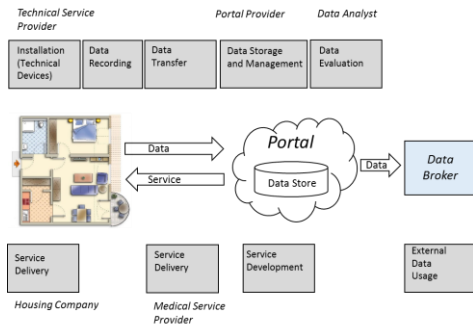 Technical Service
Provider
Portal Provider
Data Analyst
Installation
(Technical
Devices)
Data
Recording
Data
Transfer
Data Storage
and Management
Data
Evaluation
Data
Service
Portal
Data Store
Data
Data
Broker
Service
Delivery
Service
Delivery
Service
Development
External
Data
Usage
Housing Company
Medical Service
Provider